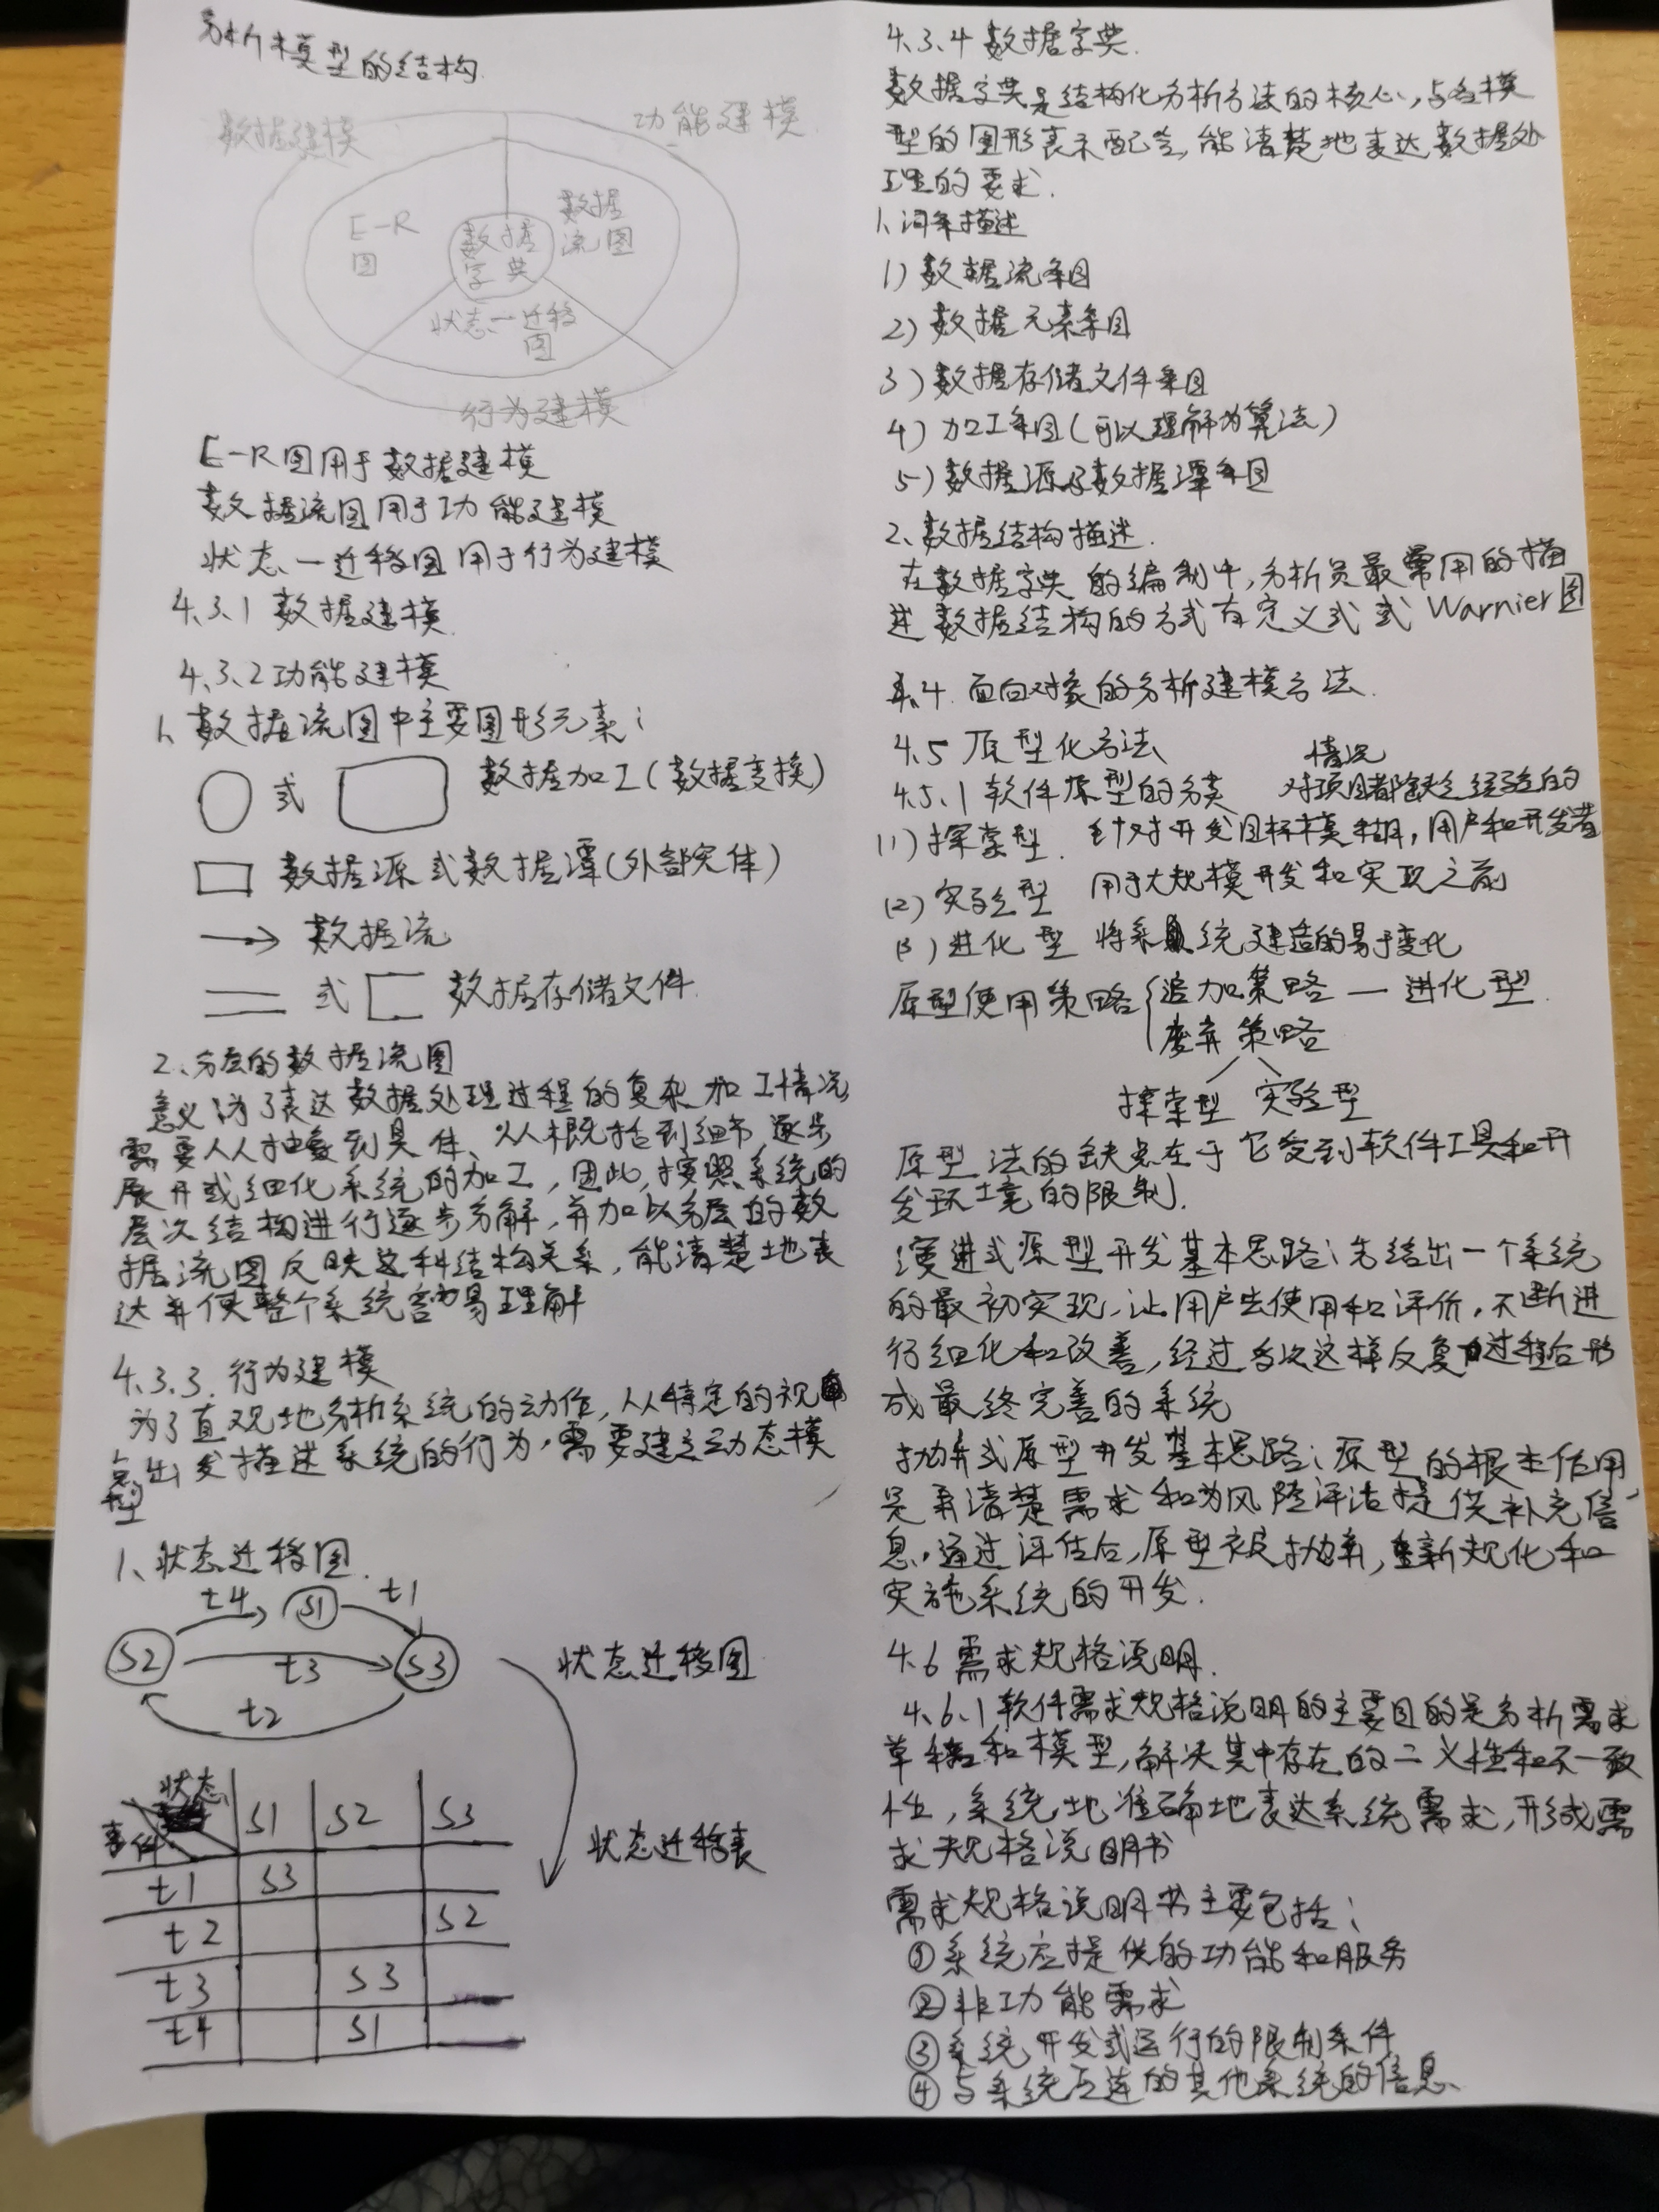 分析模型的结构
数据建模
功能建模
E-R
图
数据
字典
数据
流图
状态-迁移
图
行为建模
E-R图用于数据建模
数据流图用于功能建模
状态-迁移图用于行为建模
4.3.1 数据建模
4.3.2 功能建模
1、数据流图中主要图形元素:
或 数据加工(数据变换)
数据源或数据潭(外部实体)
数据流
或 数据存储文件
2、分层的数据流图
意义:为了表达数据处理过程的复杂加工情况
需要从抽象到具体、从概括到细节,逐步
展开或细化系统的加工,因此,按照系统的
层次结构进行逐步分解,并加以分层的数
据流图反映这种结构关系,能清楚地表
达并使整个系统容易理解
4.3.3. 行为建模
为了直观地分析系统的动作,从特定的视
点出发描述系统的行为,需要建立动态模
型
1、状态迁移图.
t4 S1 t1
S2 t3 S3
t2
状态迁移图
状态 S1 S2 S3
事件
t1 S3
t2 S2
t3 S3
t4 S1
状态迁移表
4.3.4 数据字典.
数据字典是结构化分析方法的核心,与各模
型的图形表示配合,能清楚地表达数据处
理的要求.
1、词条描述
1) 数据流条目
2) 数据元素条目
3) 数据存储文件条目
4) 加工条目(可以理解为算法)
5) 数据源及数据潭条目
2、数据结构描述.
在数据字典的编制中,分析员最常用的描
述数据结构的方式有定义式或Warnier图
4.4. 面向对象的分析建模方法.
4.5 原型化方法
4.5.1 软件原型的分类
情况
对项目都缺乏经验的
(1) 探索型. 针对开发目标模糊,用户和开发者
(2) 实验型 用于大规模开发和实现之前
(3) 进化型 将系统建造的易于变化
原型使用策略 追加策略 — 进化型.
废弃策略
探索型 实验型
原型法的缺点在于它受到软件工具和开
发环境的限制.
演进式原型开发基本思路:先给出一个系统
的最初实现,让用户去使用和评价,不断进
行细化和改善,经过多次这样反复过程后形
成最终完善的系统
抛弃式原型开发基本思路:原型的根本作用
是弄清楚需求和为风险评估提供补充信
息,通过评估后,原型被抛弃,重新规化和
实施系统的开发.
4.6 需求规格说明.
4.6.1 软件需求规格说明的主要目的是分析需求
草稿和模型,解决其中存在的二义性和不一致
性,系统地准确地表达系统需求,形成需
求规格说明书
需求规格说明书主要包括:
①系统应提供的功能和服务
②非功能需求
③系统开发或运行的限制条件
④与系统互连的其他系统的信息、